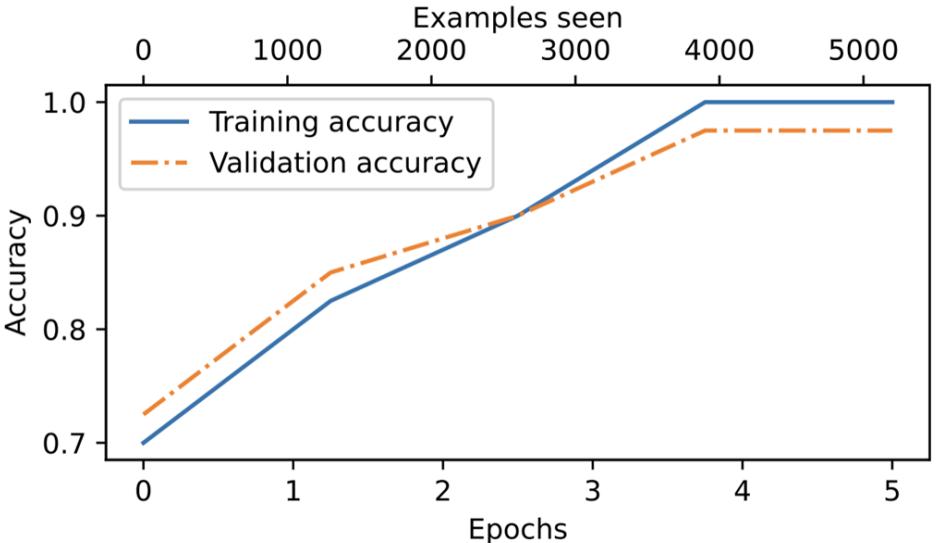 Examples seen
0 1000 2000 3000 4000 5000
1.0
0.9
0.8
0.7
Accuracy
Training accuracy
Validation accuracy
0 1 2 3 4 5
Epochs